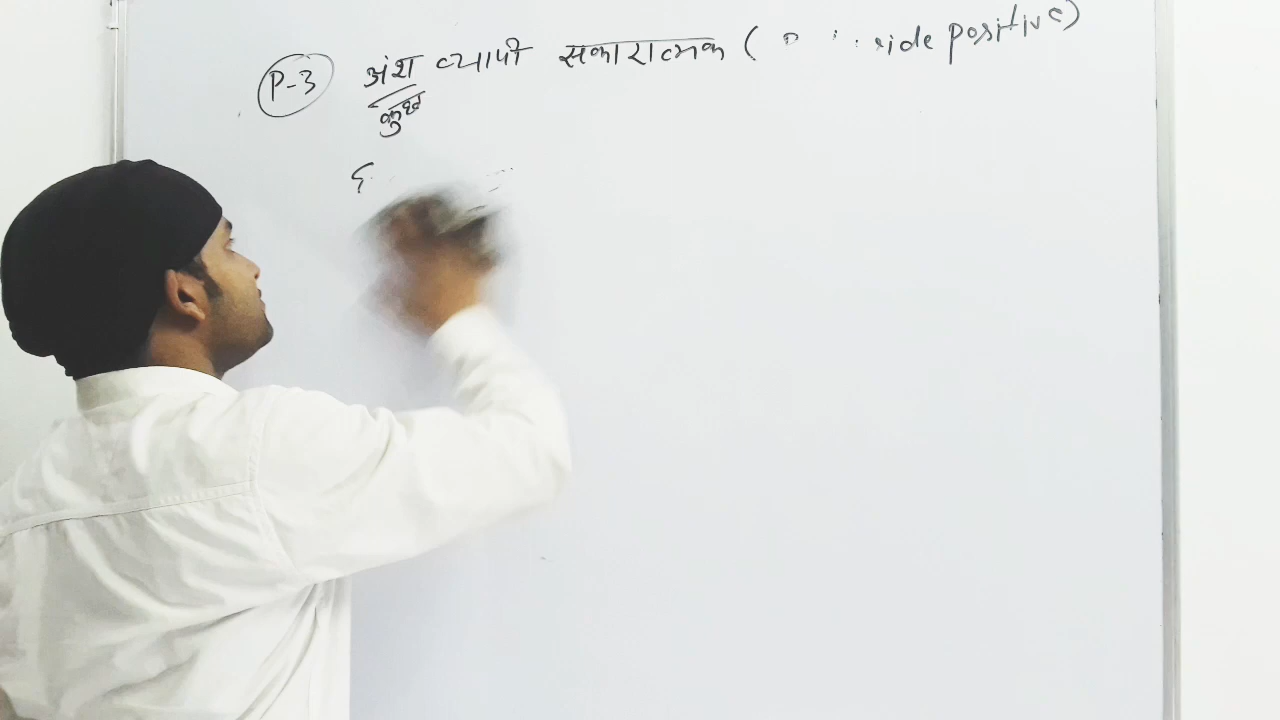 P-3 अंश व्यापी सकारात्मक ( side positive)
कुछ